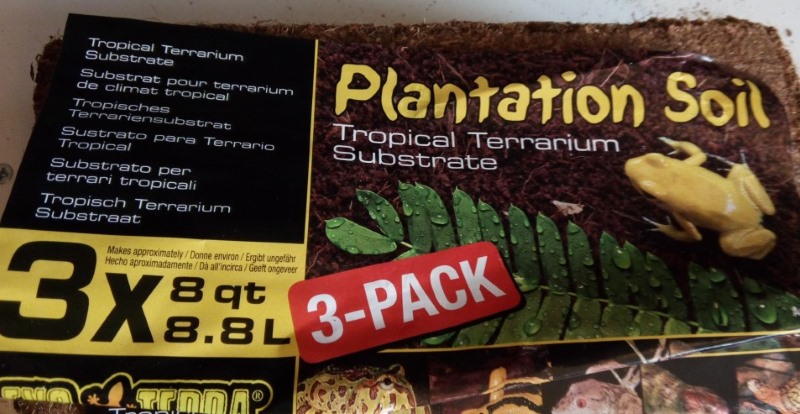 Tropical Terrarium
Substrate
Substrat pour terrarium
de climat tropical
Tropisches
Terrariensubstrat
Sustrato para Terrario
Tropical
Substrato per
terrari tropicali
Tropisch Terrarium
Substraat
Makes approximately / Donne environ / Ergibt ungefähr
Hecho aproximadamente / Dà all'incirca / Geeft ongeveer
3x 8 qt
8.8L
Plantation Soil
Tropical Terrarium
Substrate
3-PACK
EXO TERRA®